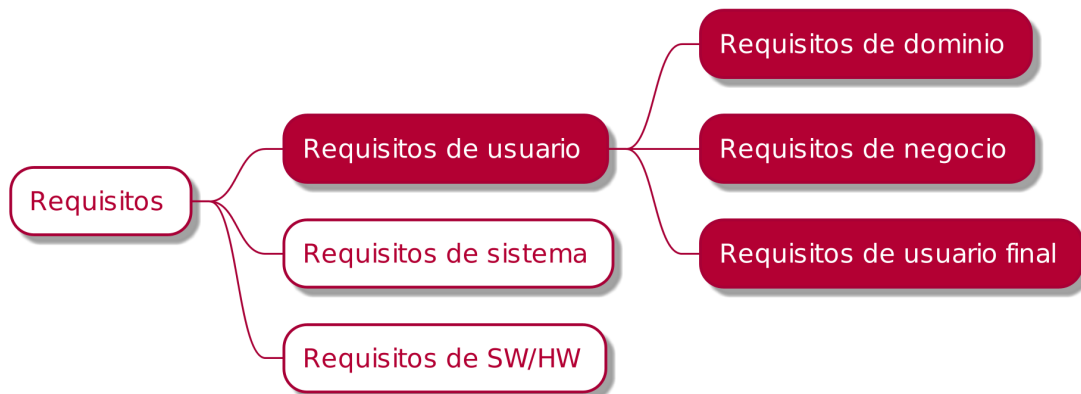 Requisitos
Requisitos de usuario
Requisitos de dominio
Requisitos de negocio
Requisitos de usuario final
Requisitos de sistema
Requisitos de SW/HW